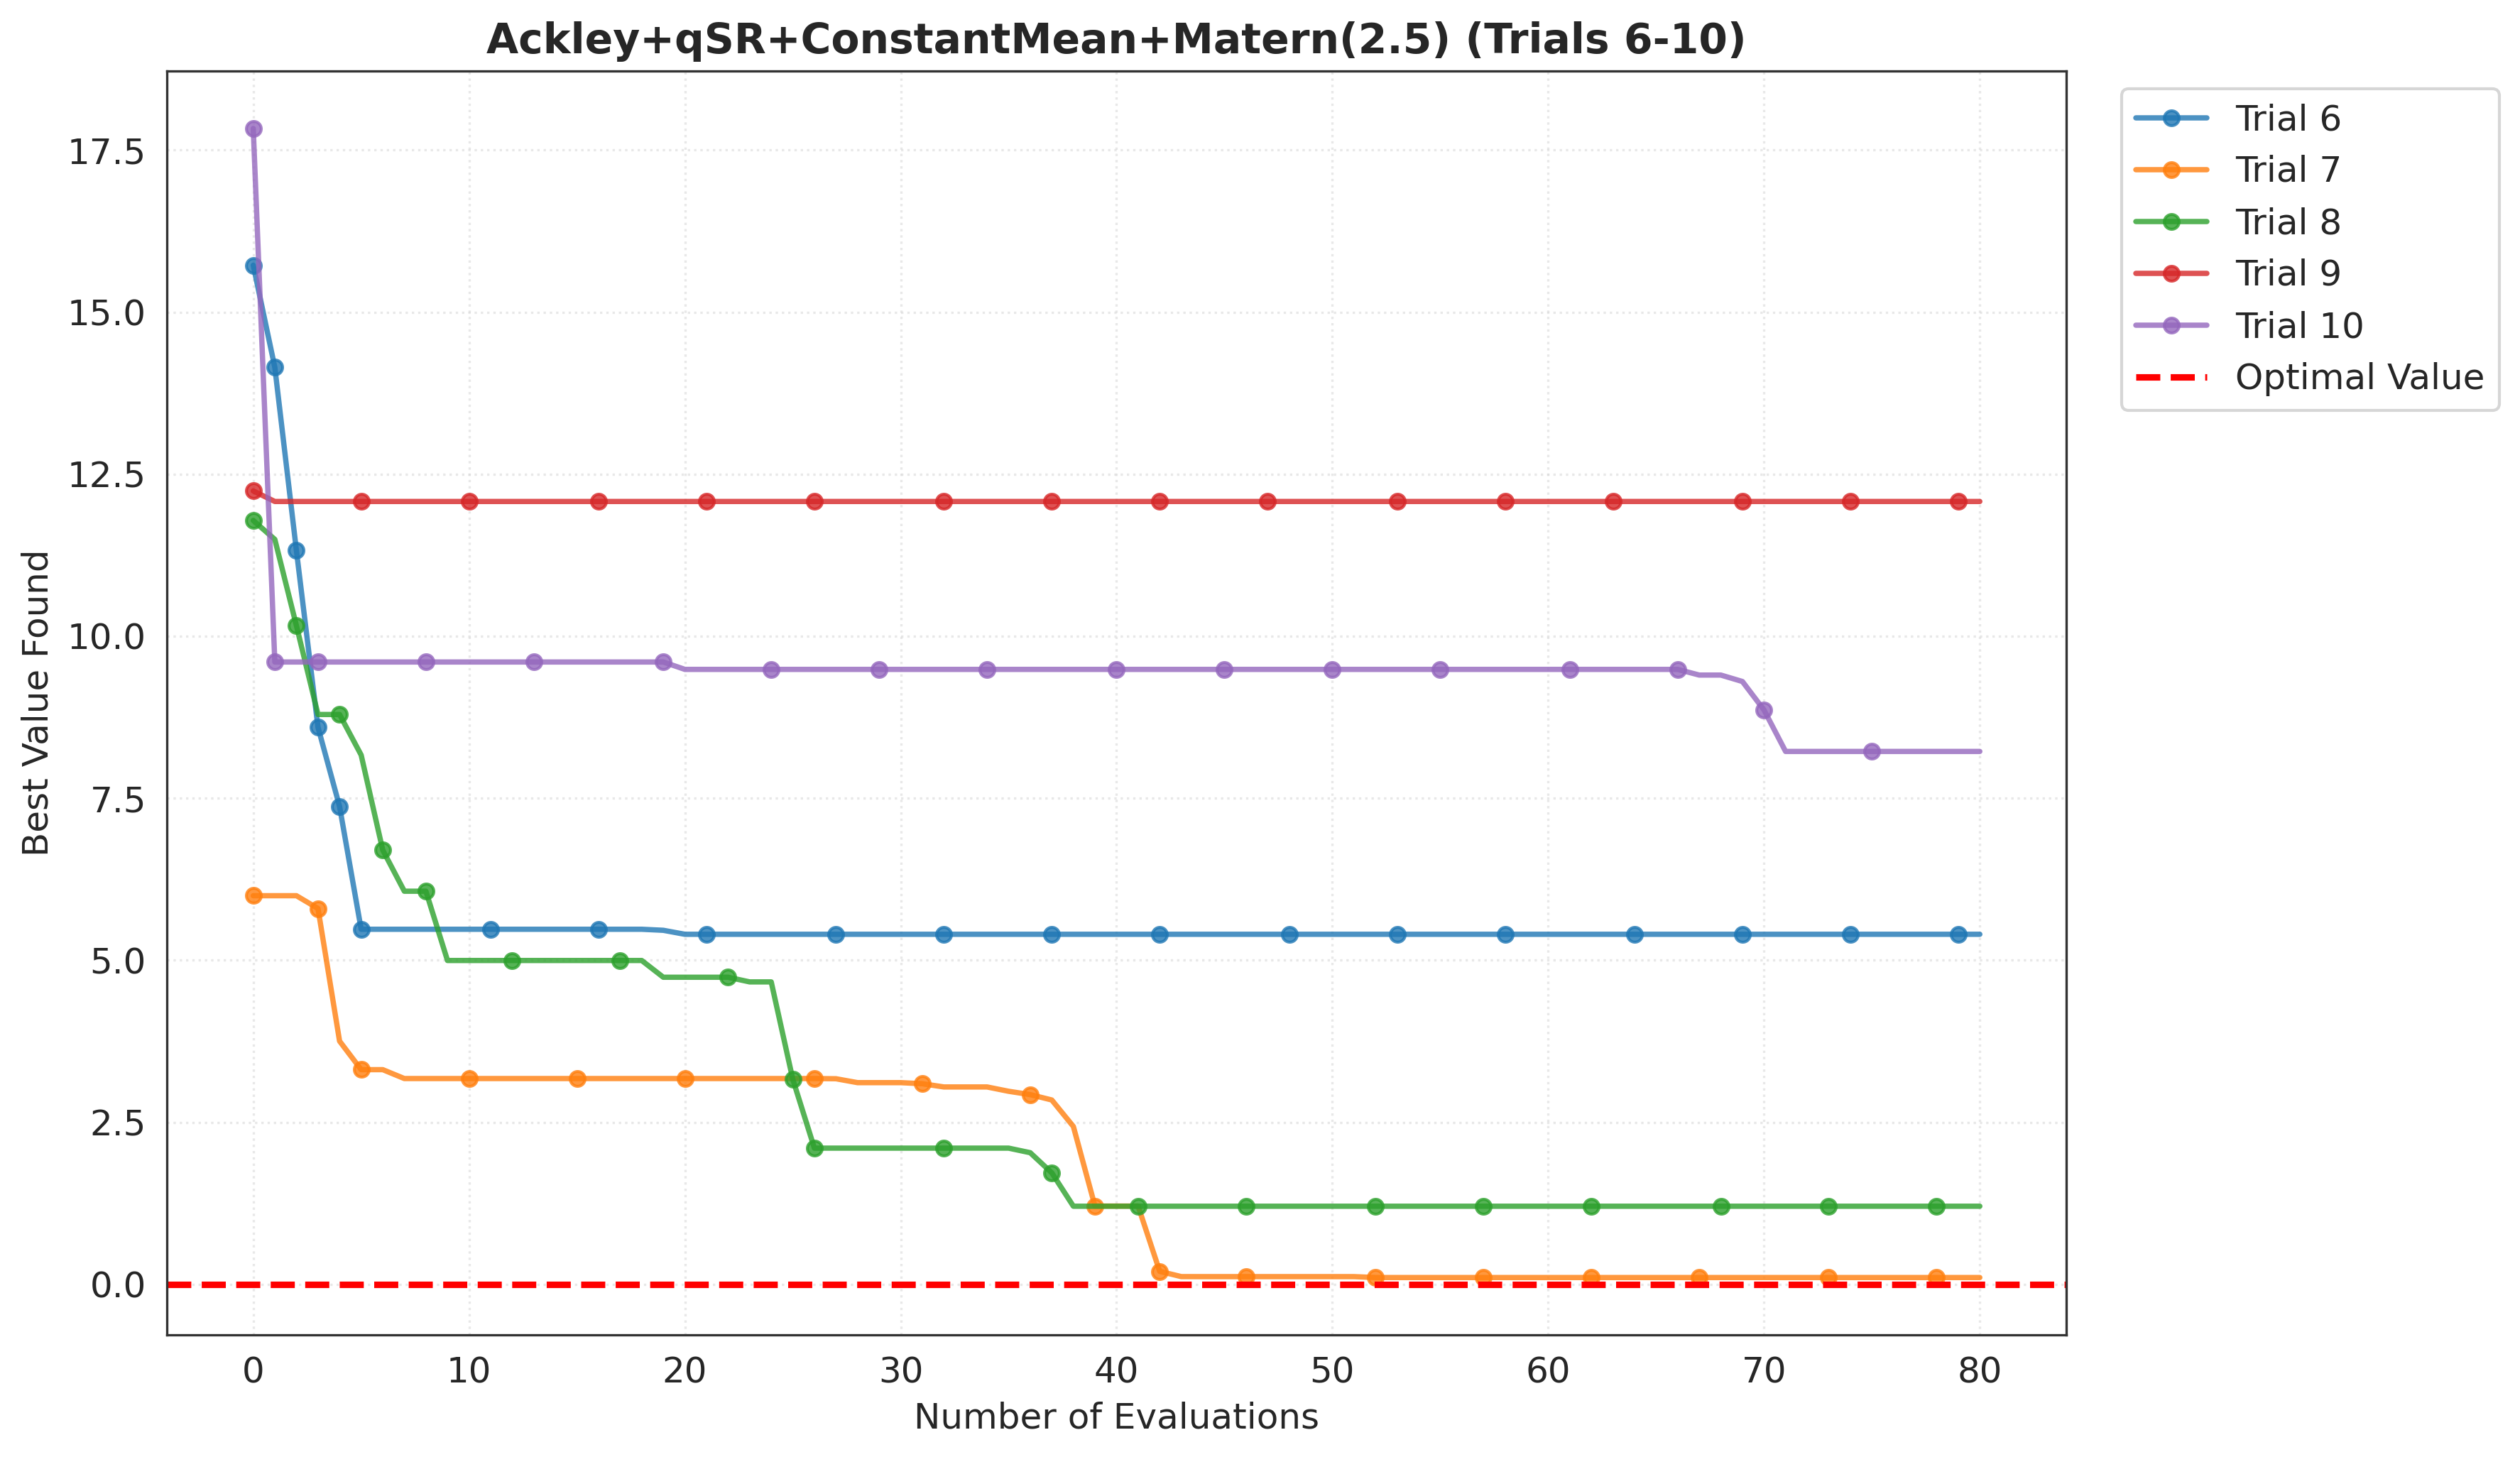 Ackley+qSR+ConstantMean+Matern(2.5) (Trials 6-10)
Best Value Found
17.5
15.0
12.5
10.0
7.5
5.0
2.5
0.0
0 10 20 30 40 50 60 70 80
Number of Evaluations
Trial 6
Trial 7
Trial 8
Trial 9
Trial 10
Optimal Value